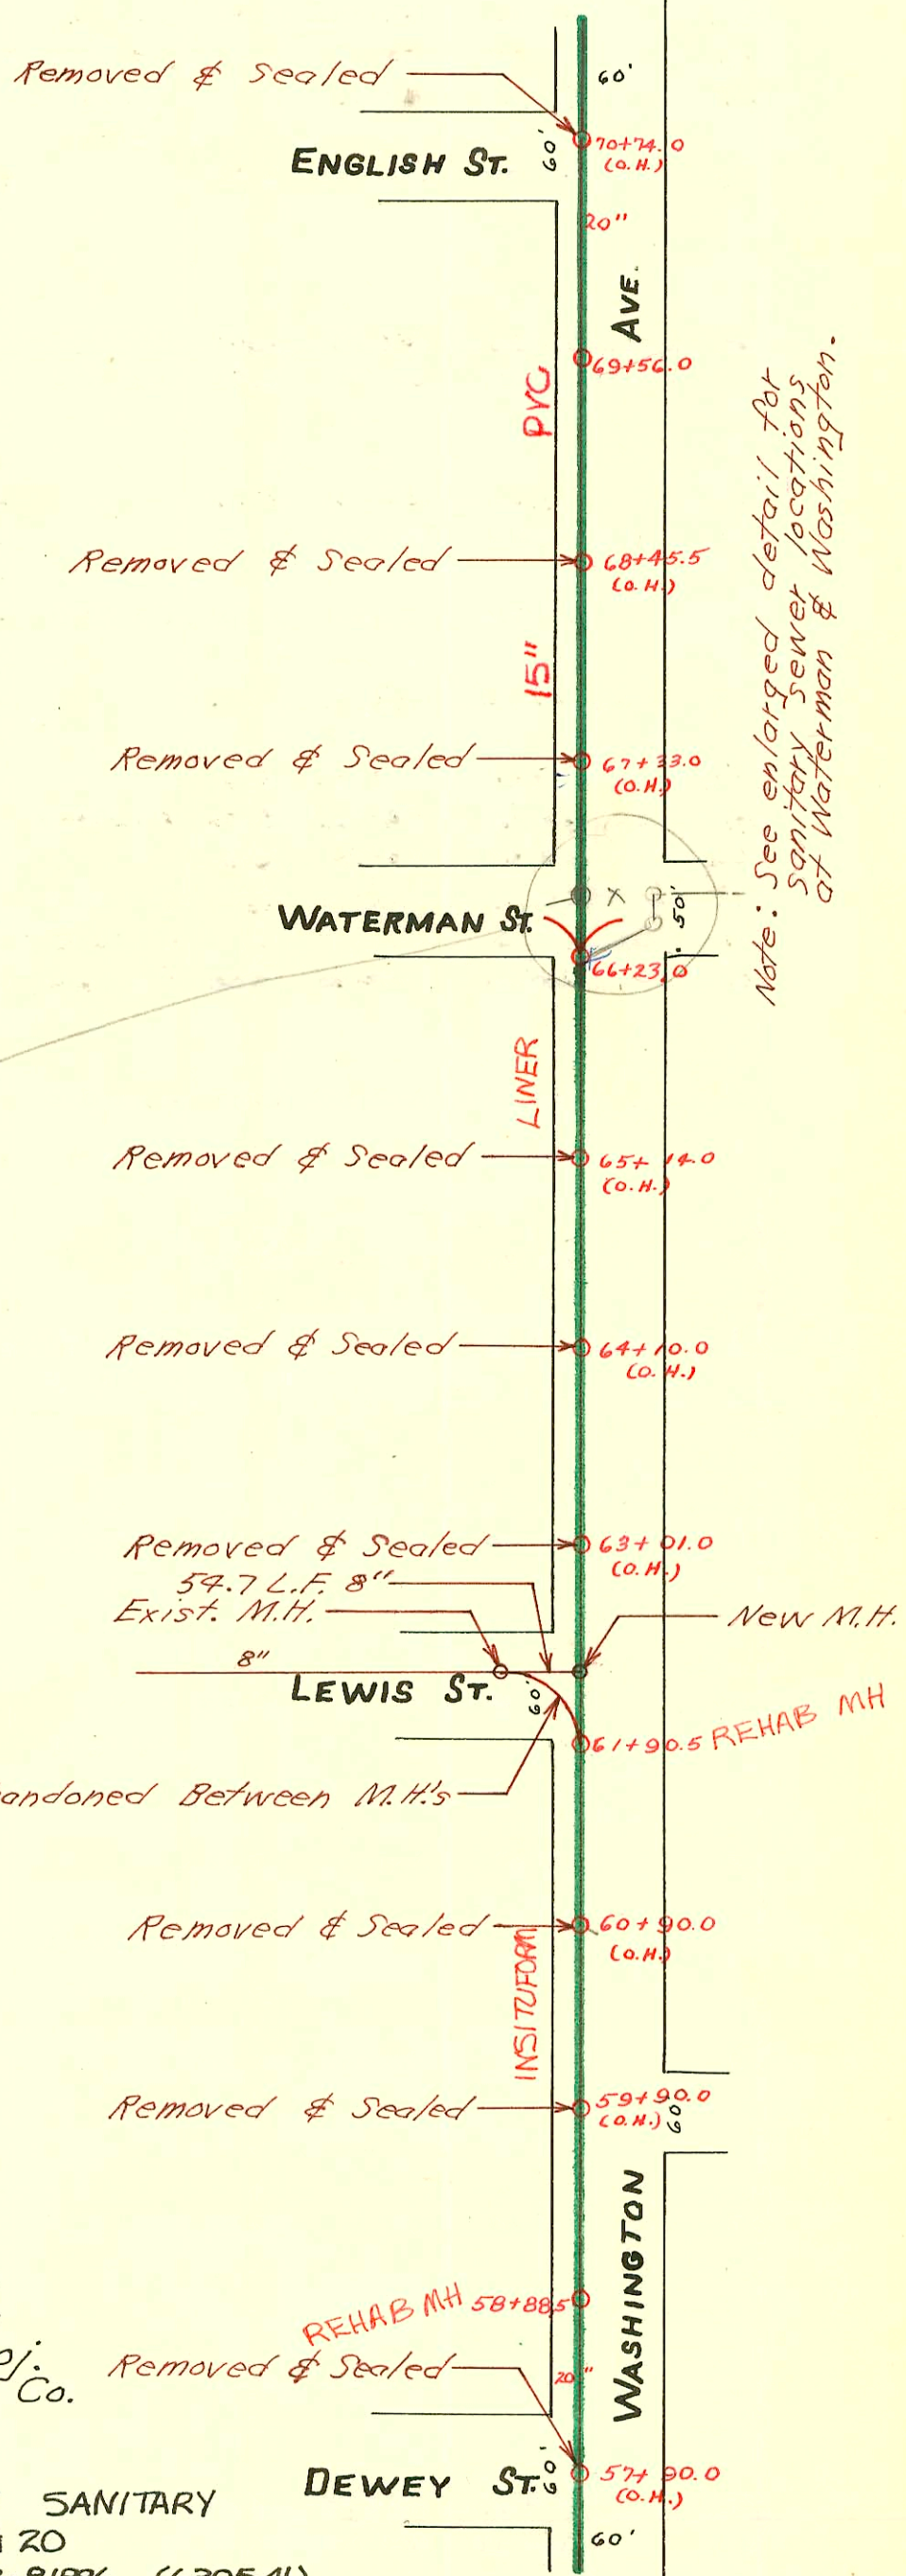 60'
Removed & Sealed
70+74.0
(O.H.)
60'
ENGLISH ST.
20"
AVE.
69+56.0
PVC
Note: See enlarged detail for
Sanitary sewer locations
at Waterman & Washington.
Removed & Sealed
68+45.5
(O.H.)
15"
Removed & Sealed
67+33.0
(O.H.)
X
50'
WATERMAN ST.
66+23.0
LINER
Removed & Sealed
65+14.0
(O.H.)
Removed & Sealed
64+10.0
(O.H.)
Removed & Sealed
63+01.0
(O.H.)
54.7 L.F. 8"
Exist. M.H.
New M.H.
8"
LEWIS ST.
60'
61+90.5 REHAB MH
andoned Between M.H.'s
Removed & Sealed
60+90.0
(O.H.)
INSITUFORM
Removed & Sealed
59+90.0
(O.H.)
60'
WASHINGTON
REHAB MH 58+88.5
Co.
Removed & Sealed
20"
DEWEY ST.
60'
57+90.0
(O.H.)
SANITARY
20
60'